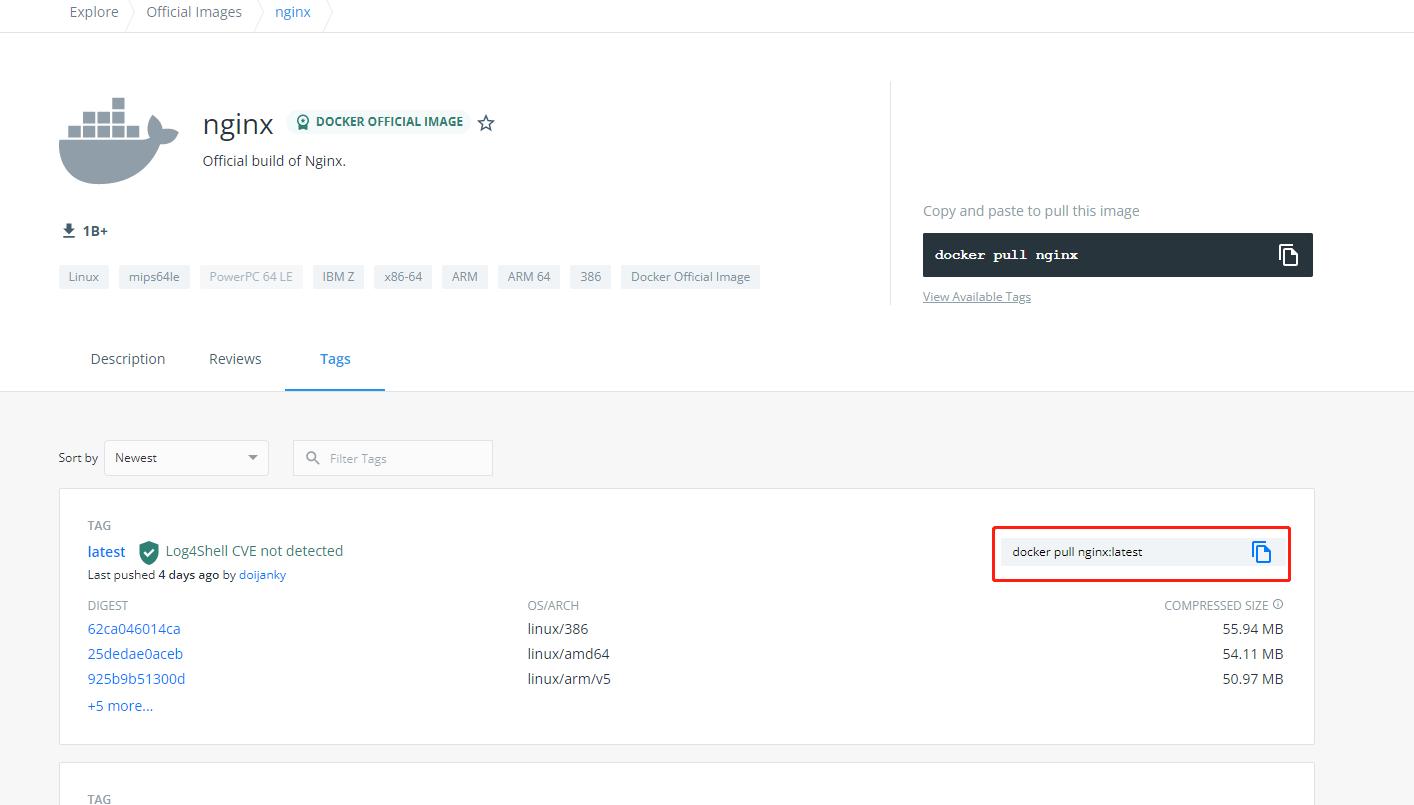 Explore Official Images nginx
nginx DOCKER OFFICIAL IMAGE
Official build of Nginx.
1B+
Linux mips64le PowerPC 64 LE IBM Z x86-64 ARM ARM 64 386 Docker Official Image
Copy and paste to pull this image
docker pull nginx
View Available Tags
Description Reviews Tags
Sort by Newest Filter Tags
TAG
latest Log4Shell CVE not detected
docker pull nginx:latest
Last pushed 4 days ago by doijanky
DIGEST OS/ARCH COMPRESSED SIZE
62ca046014ca linux/386 55.94 MB
25dedae0aceb linux/amd64 54.11 MB
925b9b51300d linux/arm/v5 50.97 MB
+5 more...
TAG